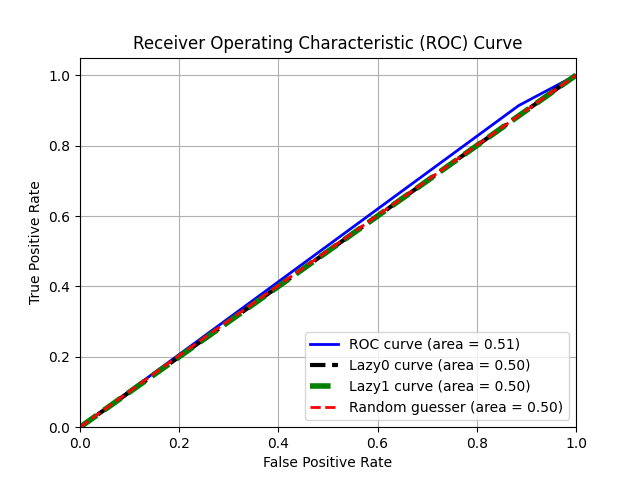 Receiver Operating Characteristic (ROC) Curve
True Positive Rate
1.0
0.8
0.6
0.4
0.2
0.0
ROC curve (area = 0.51)
Lazy0 curve (area = 0.50)
Lazy1 curve (area = 0.50)
Random guesser (area = 0.50)
0.0 0.2 0.4 0.6 0.8 1.0
False Positive Rate